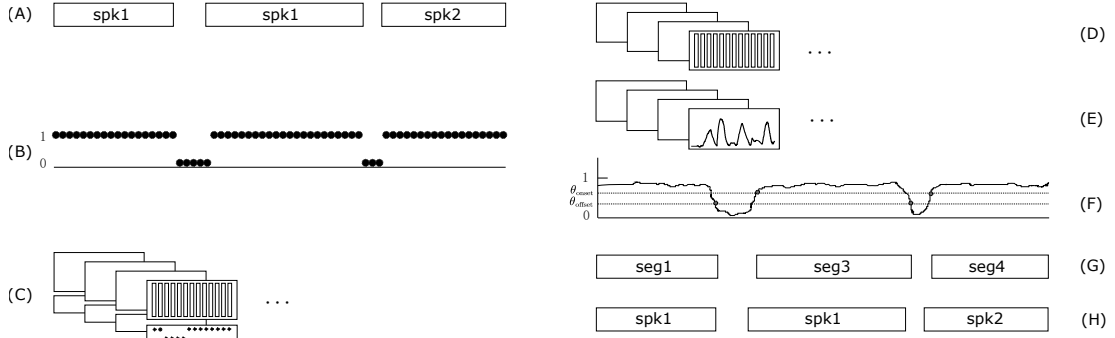 (A) spk1 spk1 spk2
1
(B)
0
(C) ...
... (D)
... (E)
1
θonset
θoffset
0
(F)
seg1 seg3 seg4 (G)
spk1 spk1 spk2 (H)